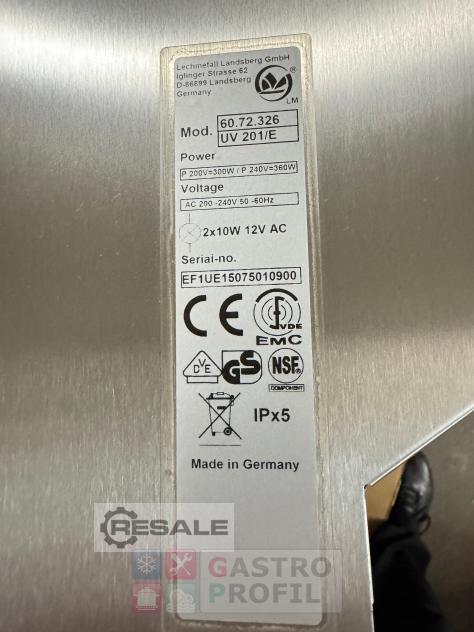 Lechmetall Landsberg GmbH
Iglinger Strasse 62
D-86899 Landsberg
Germany
®
LM
Mod.
60.72.326
UV 201/E
Power
P 200V=300W / P 240V=360W
Voltage
AC 200 -240V 50 -60Hz
2x10W 12V AC
Serial-no.
EF1UE15075010900
CE
VDE
EMC
DVE
GS
NSF
COMPONENT
IPx5
Made in Germany
RESALE
GASTRO
PROFIL